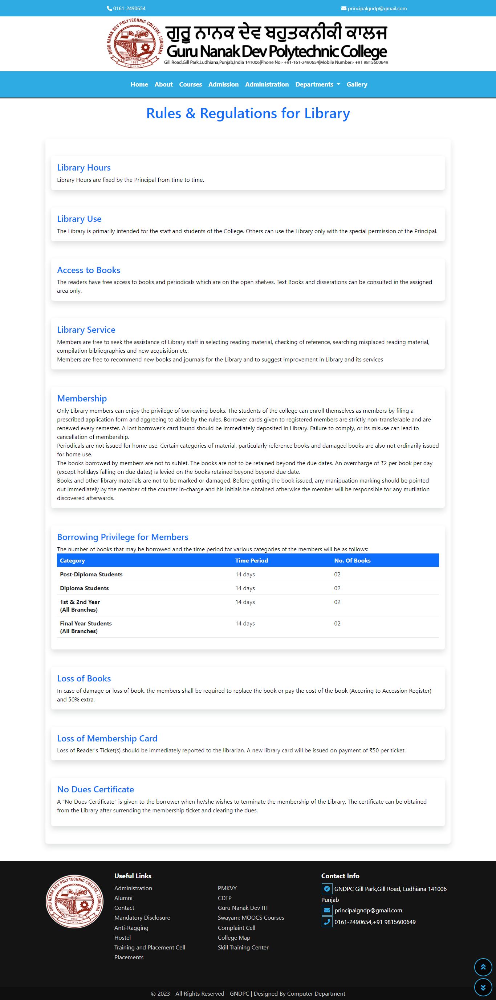 0161-2490654
principalgndp@gmail.com
GURU NANAK DEV POLYTECHNIC COLLEGE, LUDHIANA
G.N.D.P COLLEGE
1953
LUDHIANA
ਗੁਰੂ ਨਾਨਕ ਦੇਵ ਬਹੁਤਕਨੀਕੀ ਕਾਲਜ
Guru Nanak Dev Polytechnic College
Gill Road,Gill Park,Ludhiana,Punjab,India 141006|Phone No:- +91-161-2490654|Mobile Number:- +91 9815600649
Home About Courses Admission Administration Departments Gallery
Rules & Regulations for Library
Library Hours
Library Hours are fixed by the Principal from time to time.
Library Use
The Library is primarily intended for the staff and students of the College. Others can use the Library only with the special permission of the Principal.
Access to Books
The readers have free access to books and periodicals which are on the open shelves. Text Books and disserations can be consulted in the assigned
area only.
Library Service
Members are free to seek the assistance of Library staff in selecting reading material, checking of reference, searching misplaced reading material,
compilation bibliographies and new acquisition etc.
Members are free to recommend new books and journals for the Library and to suggest improvement in Library and its services
Membership
Only Library members can enjoy the privilege of borrowing books. The students of the college can enroll themselves as members by filing a
prescribed application form and aggreeing to abide by the rules. Borrower cards given to registered members are strictly non-transferable and are
renewed every semester. A lost borrower's card found should be immediately deposited in Library. Failure to comply, or its misuse can lead to
cancellation of membership.
Periodicals are not issued for home use. Certain categories of material, particularly reference books and damaged books are also not ordinarily issued
for home use.
The books borrowed by members are not to sublet. The books are not to be retained beyond the due dates. An overcharge of ₹2 per book per day
(except holidays falling on due dates) is levied on the books retained beyond beyond due date.
Books and other library materials are not to be marked or damaged. Before getting the book issued, any manipuation marking should be pointed
out immediately by the member of the counter in-charge and his initials be obtained otherwise the member will be responsible for any mutilation
discovered afterwards.
Borrowing Privilege for Members
The number of books that may be borrowed and the time period for various categories of the members will be as follows:
Category Time Period No. Of Books
Post-Diploma Students 14 days 02
Diploma Students 14 days 02
1st & 2nd Year 14 days 02
(All Branches)
Final Year Students 14 days 02
(All Branches)
Loss of Books
In case of damage or loss of book, the members shall be required to replace the book or pay the cost of the book (Accoring to Accession Register)
and 50% extra.
Loss of Membership Card
Loss of Reader's Ticket(s) should be immediately reported to the librarian. A new library card will be issued on payment of ₹50 per ticket.
No Dues Certificate
A "No Dues Certificate" is given to the borrower when he/she wishes to terminate the membership of the Library. The certificate can be obtained
from the Library after surrending the membership ticket and clearing the dues.
GURU NANAK DEV POLYTECHNIC COLLEGE, LUDHIANA
G.N.D.P COLLEGE
1953
LUDHIANA
Useful Links
Administration
Alumni
Contact
Mandatory Disclosure
Anti-Ragging
Hostel
Training and Placement Cell
Placements
PMKVY
CDTP
Guru Nanak Dev ITI
Swayam: MOOCS Courses
Complaint Cell
College Map
Skill Training Center
Contact Info
GNDPC Gill Park,Gill Road, Ludhiana 141006
Punjab
principalgndp@gmail.com
0161-2490654,+91 9815600649
© 2023 - All Rights Reserved - GNDPC | Designed By Computer Department